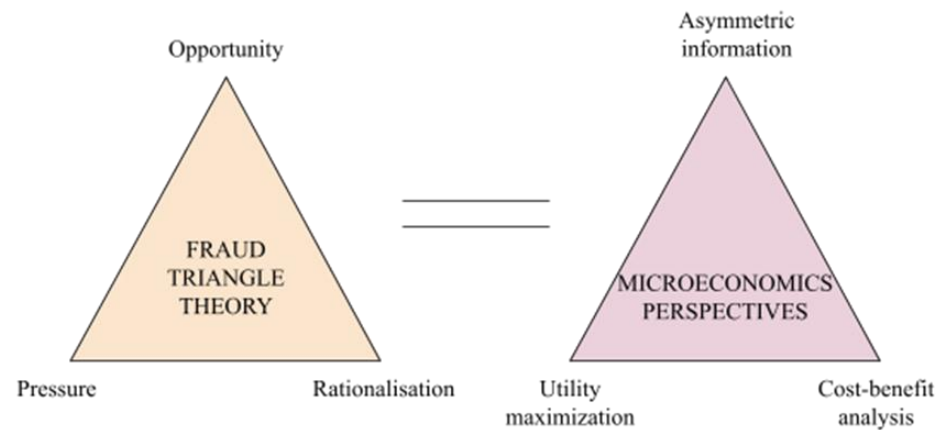 Opportunity
FRAUD
TRIANGLE
THEORY
Pressure
Rationalisation
Asymmetric
information
MICROECONOMICS
PERSPECTIVES
Utility
maximization
Cost-benefit
analysis